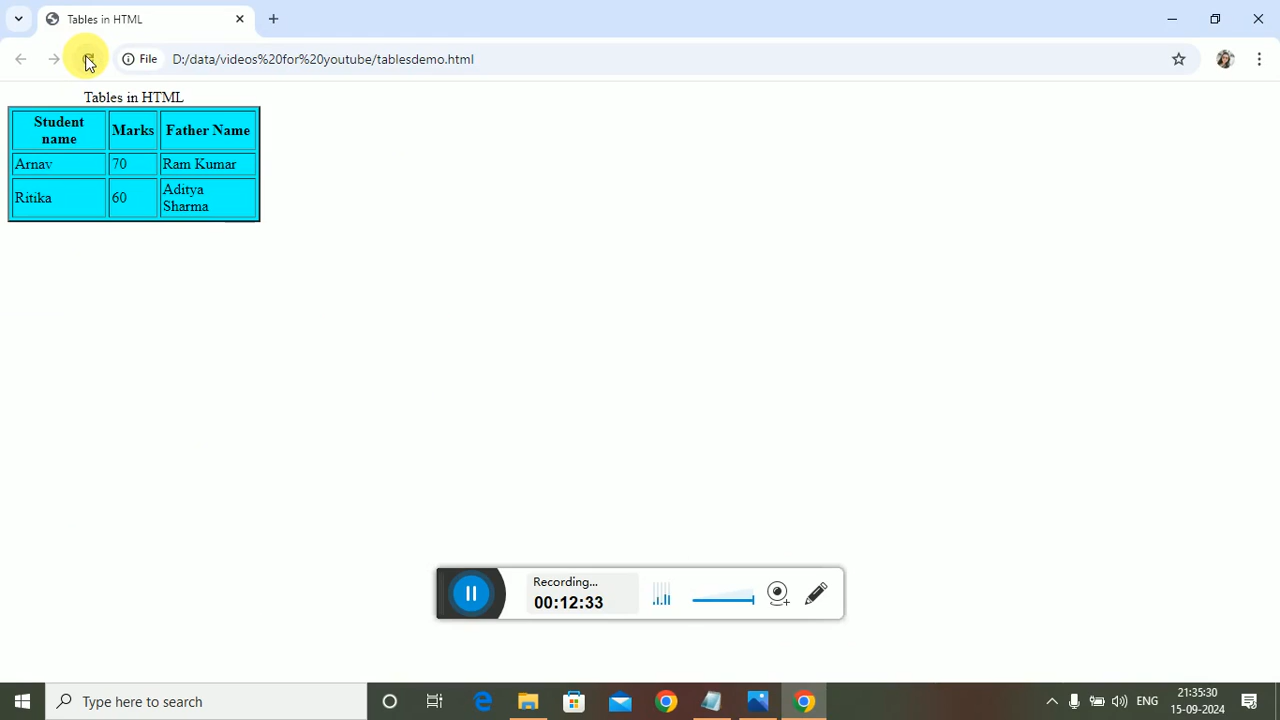 Tables in HTML
File
D:/data/videos%20for%20youtube/tablesdemo.html
Tables in HTML
Student name Marks Father Name
Arnav 70 Ram Kumar
Ritika 60 Aditya Sharma
Recording...
00:12:33
Type here to search
ENG
21:35:30
15-09-2024